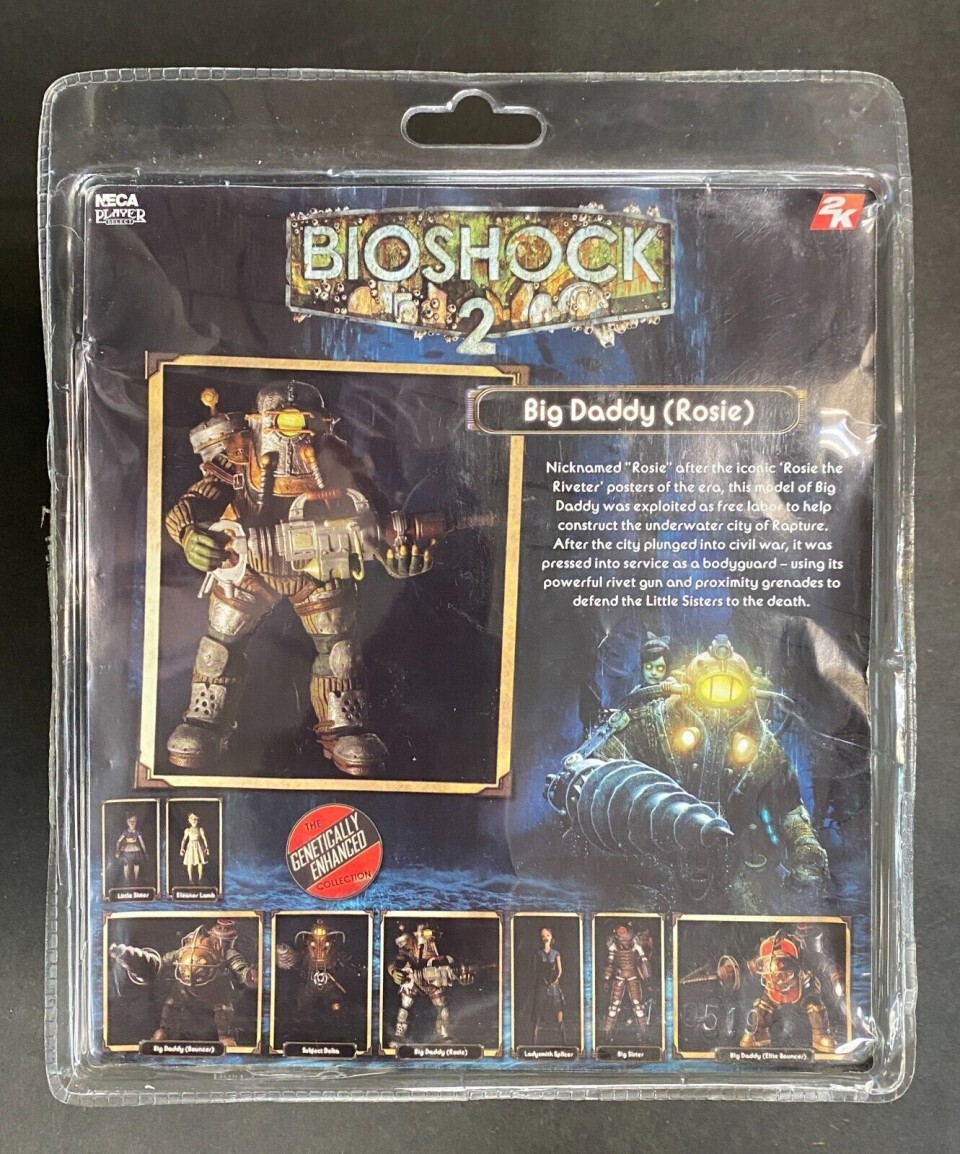 NECA
PLAYER
SELECT
2K
BIOSHOCK
2
Big Daddy (Rosie)
Nicknamed "Rosie" after the iconic 'Rosie the
Riveter' posters of the era, this model of Big
Daddy was exploited as free labor to help
construct the underwater city of Rapture.
After the city plunged into civil war, it was
pressed into service as a bodyguard – using its
powerful rivet gun and proximity grenades to
defend the Little Sisters to the death.
THE
GENETICALLY
ENHANCED
COLLECTION
Little Sister
Eleanor Lamb
Big Daddy (Bouncer)
Subject Delta
Big Daddy (Rosie)
Ladysmith Splicer
Big Sister
Big Daddy (Elite Bouncer)